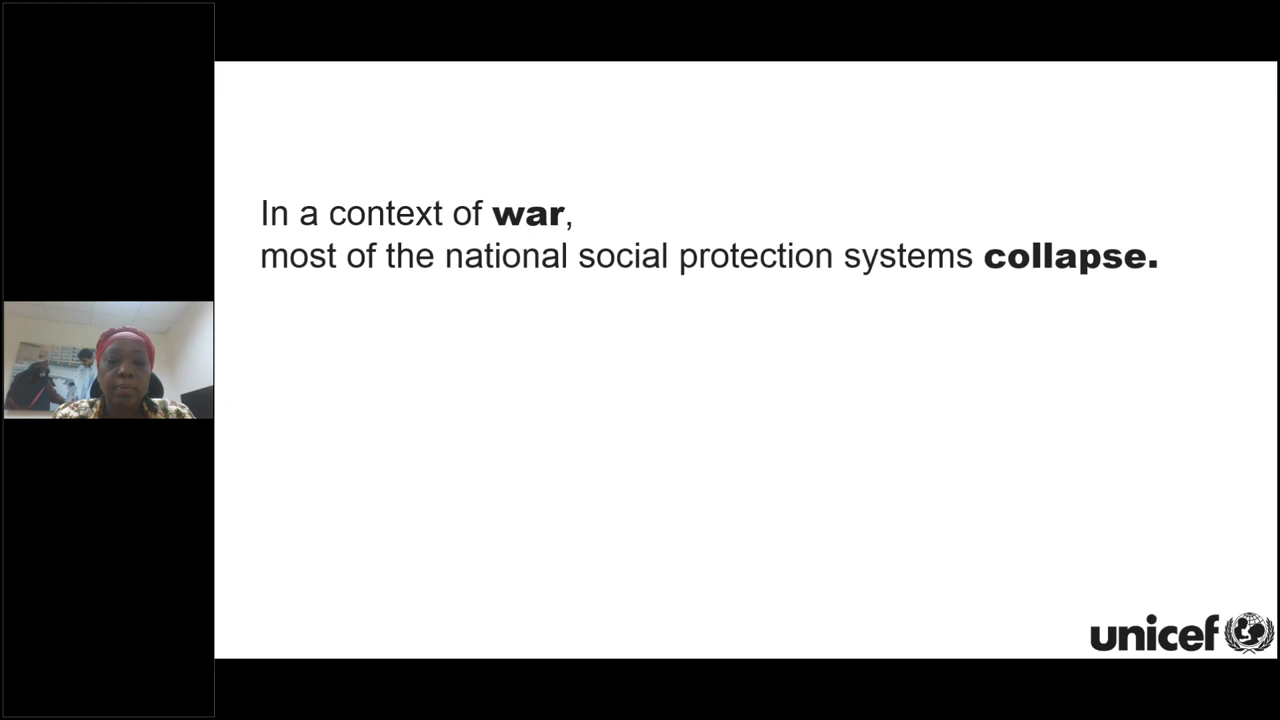 In a context of war,
most of the national social protection systems collapse.
unicef